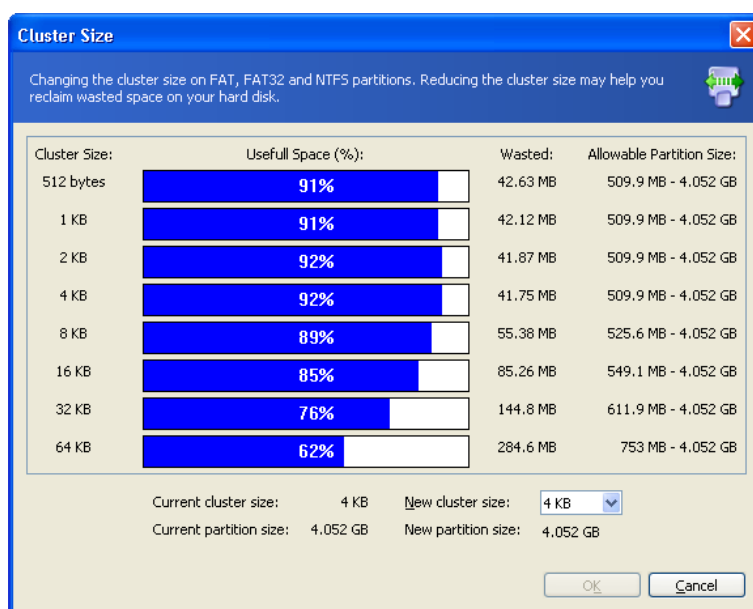 Cluster Size
Changing the cluster size on FAT, FAT32 and NTFS partitions. Reducing the cluster size may help you
reclaim wasted space on your hard disk.
Cluster Size: Usefull Space (%): Wasted: Allowable Partition Size:
512 bytes 91% 42.63 MB 509.9 MB - 4.052 GB
1 KB 91% 42.12 MB 509.9 MB - 4.052 GB
2 KB 92% 41.87 MB 509.9 MB - 4.052 GB
4 KB 92% 41.75 MB 509.9 MB - 4.052 GB
8 KB 89% 55.38 MB 525.6 MB - 4.052 GB
16 KB 85% 85.26 MB 549.1 MB - 4.052 GB
32 KB 76% 144.8 MB 611.9 MB - 4.052 GB
64 KB 62% 284.6 MB 753 MB - 4.052 GB
Current cluster size: 4 KB New cluster size: 4 KB
Current partition size: 4.052 GB New partition size: 4.052 GB
OK Cancel